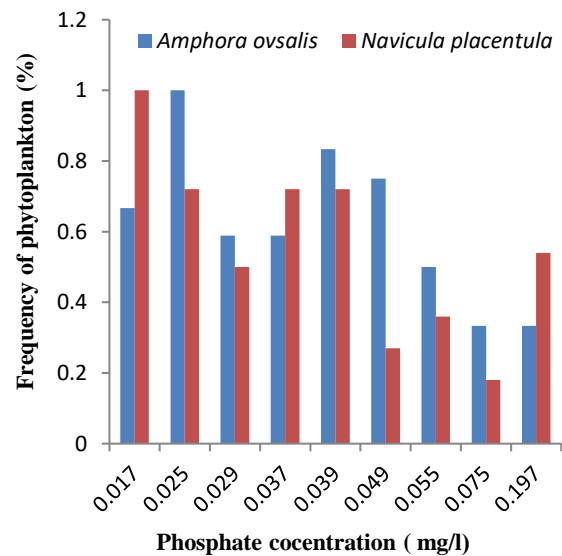 Amphora ovsalis Navicula placentula
Frequency of phytoplankton (%)
1.2
1
0.8
0.6
0.4
0.2
0
0.017 0.025 0.029 0.037 0.039 0.049 0.055 0.075 0.197
Phosphate cocentration ( mg/l)